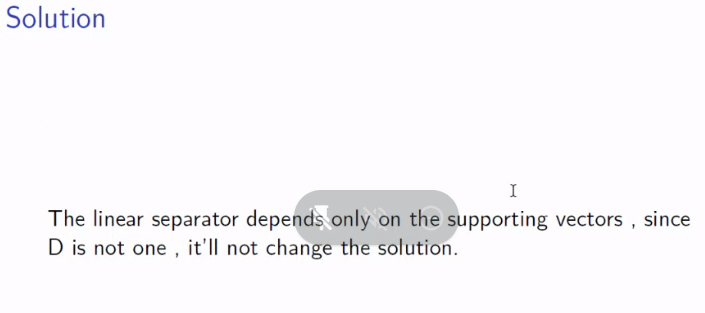 Solution
The linear separator depends only on the supporting vectors , since
D is not one , it'll not change the solution.